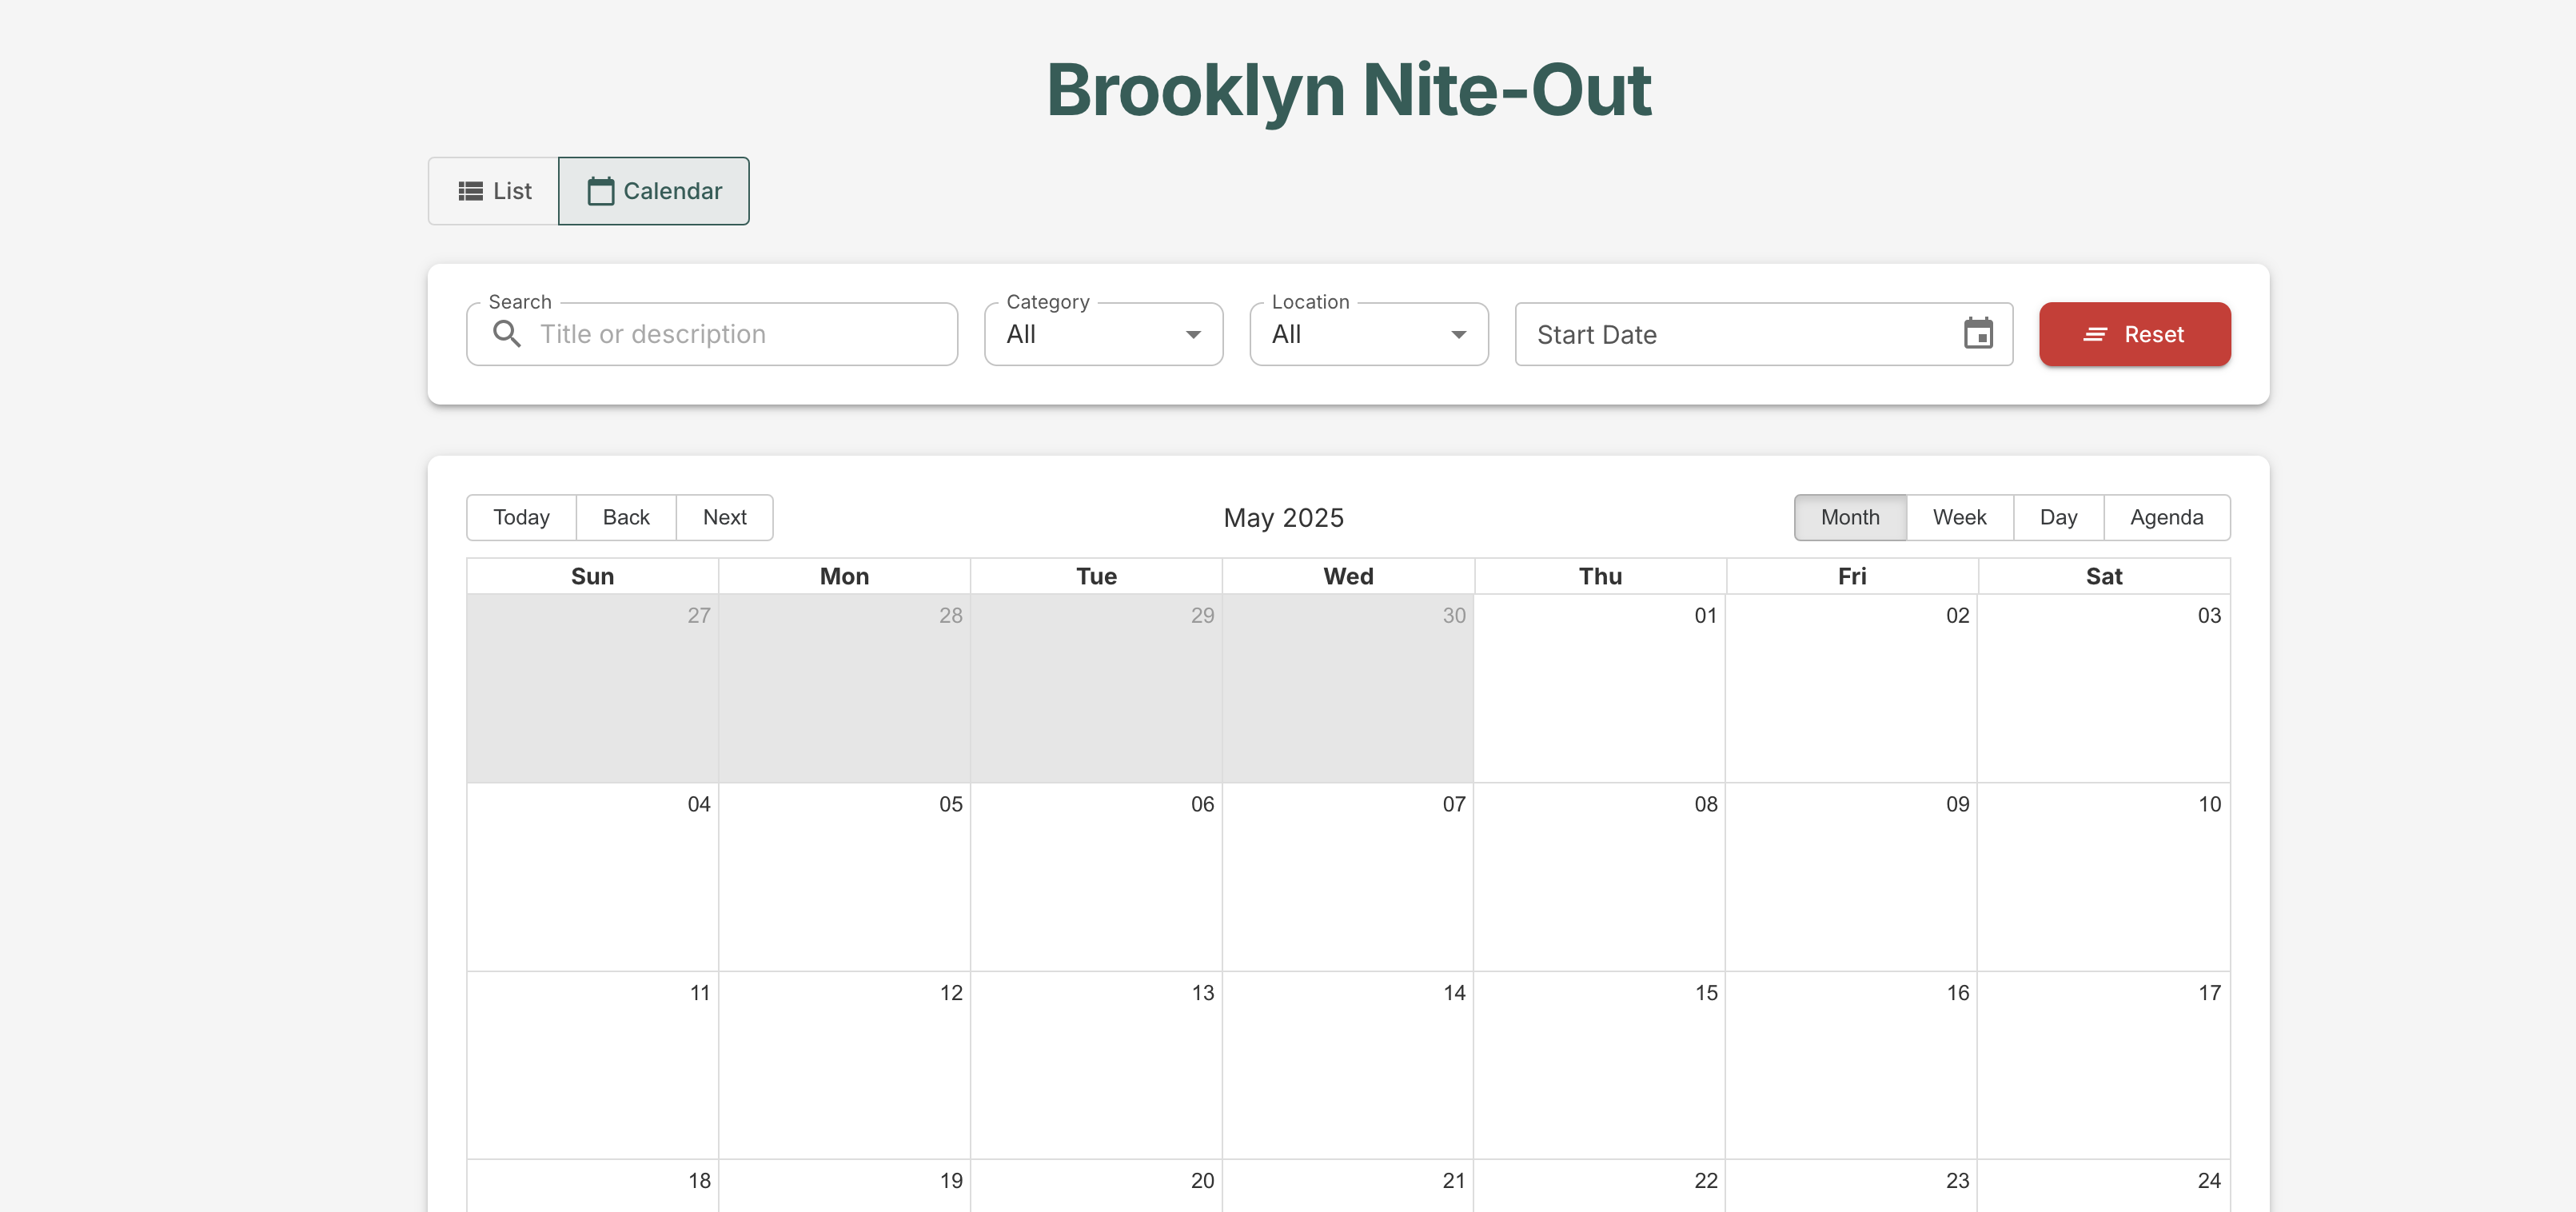 Brooklyn Nite-Out
List Calendar
Search Category Location
Title or description All All Start Date Reset
Today Back Next May 2025 Month Week Day Agenda
Sun Mon Tue Wed Thu Fri Sat
27 28 29 30 01 02 03
04 05 06 07 08 09 10
11 12 13 14 15 16 17
18 19 20 21 22 23 24